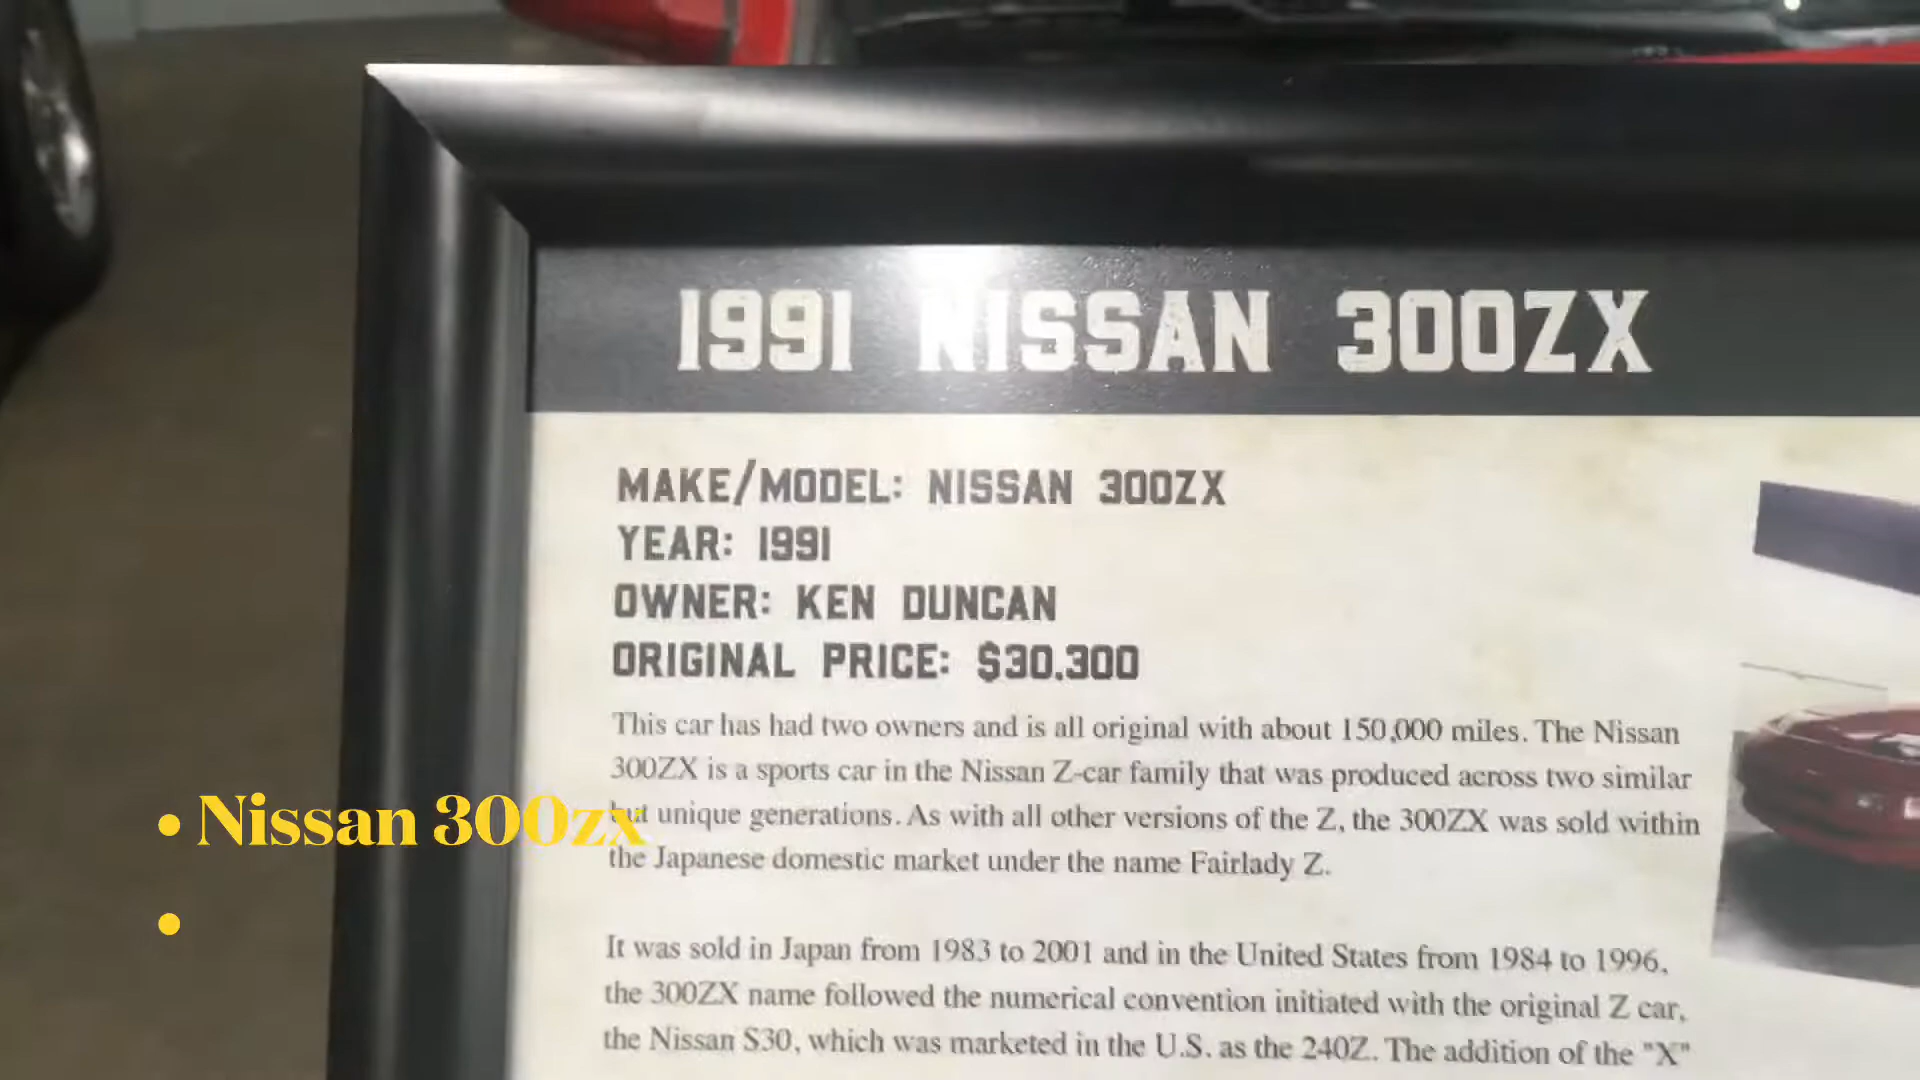 1991 NISSAN 300ZX
MAKE/MODEL: NISSAN 300ZX
YEAR: 1991
OWNER: KEN DUNCAN
ORIGINAL PRICE: $30,300
This car has had two owners and is all original with about 150,000 miles. The Nissan
300ZX is a sports car in the Nissan Z-car family that was produced across two similar
but unique generations. As with all other versions of the Z, the 300ZX was sold within
the Japanese domestic market under the name Fairlady Z.
It was sold in Japan from 1983 to 2001 and in the United States from 1984 to 1996,
the 300ZX name followed the numerical convention initiated with the original Z car,
the Nissan S30, which was marketed in the U.S. as the 240Z. The addition of the "X"
• Nissan 300zx
•